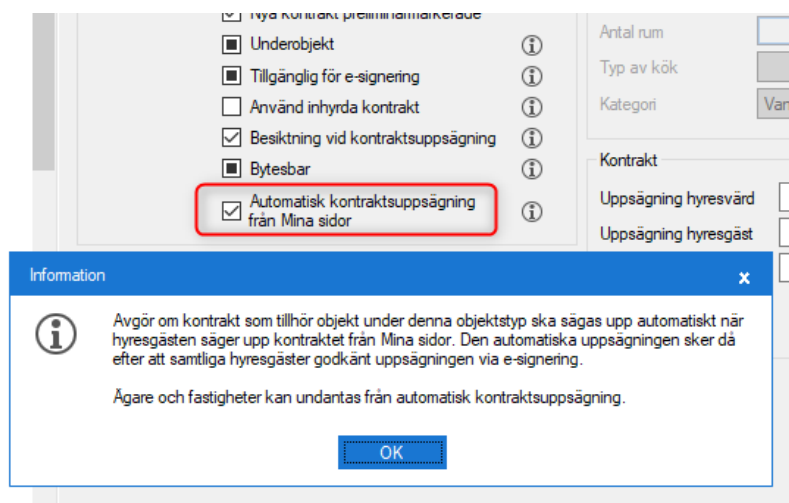 Nya kontrakt preliminärmarkerade
Underobjekt
Tillgänglig för e-signering
Använd inhyrda kontrakt
Besiktning vid kontraktsuppsägning
Bytesbar
Automatisk kontraktsuppsägning
från Mina sidor
Antal rum
Typ av kök
Kategori
Kontrakt
Uppsägning hyresvärd
Uppsägning hyresgäst
Information
Avgör om kontrakt som tillhör objekt under denna objektstyp ska sägas upp automatiskt när
hyresgästen säger upp kontraktet från Mina sidor. Den automatiska uppsägningen sker då
efter att samtliga hyresgäster godkänt uppsägningen via e-signering.
Ägare och fastigheter kan undantas från automatisk kontraktsuppsägning.
OK